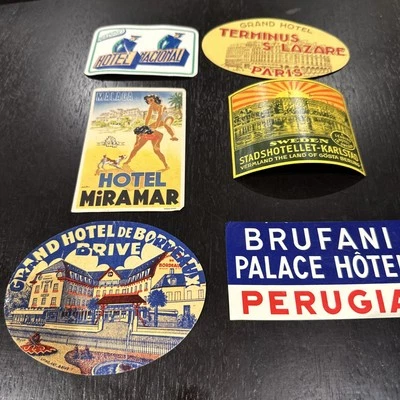 HOTEL NACIONAL
GRAND HOTEL
TERMINUS
St LAZARE
PARIS
MALAGA
HOTEL
MIRAMAR
SWEDEN
STADSHOTELLET-KARLSTAD
VERMLAND THE LAND OF GÖSTA BERLING
GRAND HOTEL DE BORDEAUX
BRIVE
BRUFANI
PALACE HÔTEL
PERUGIA